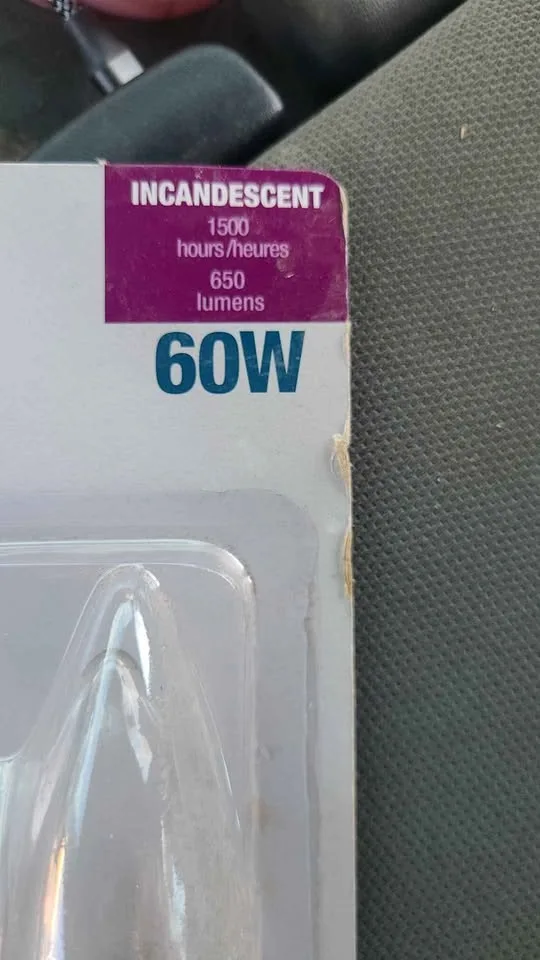 INCANDESCENT
1500
hours/heures
650
lumens
60W